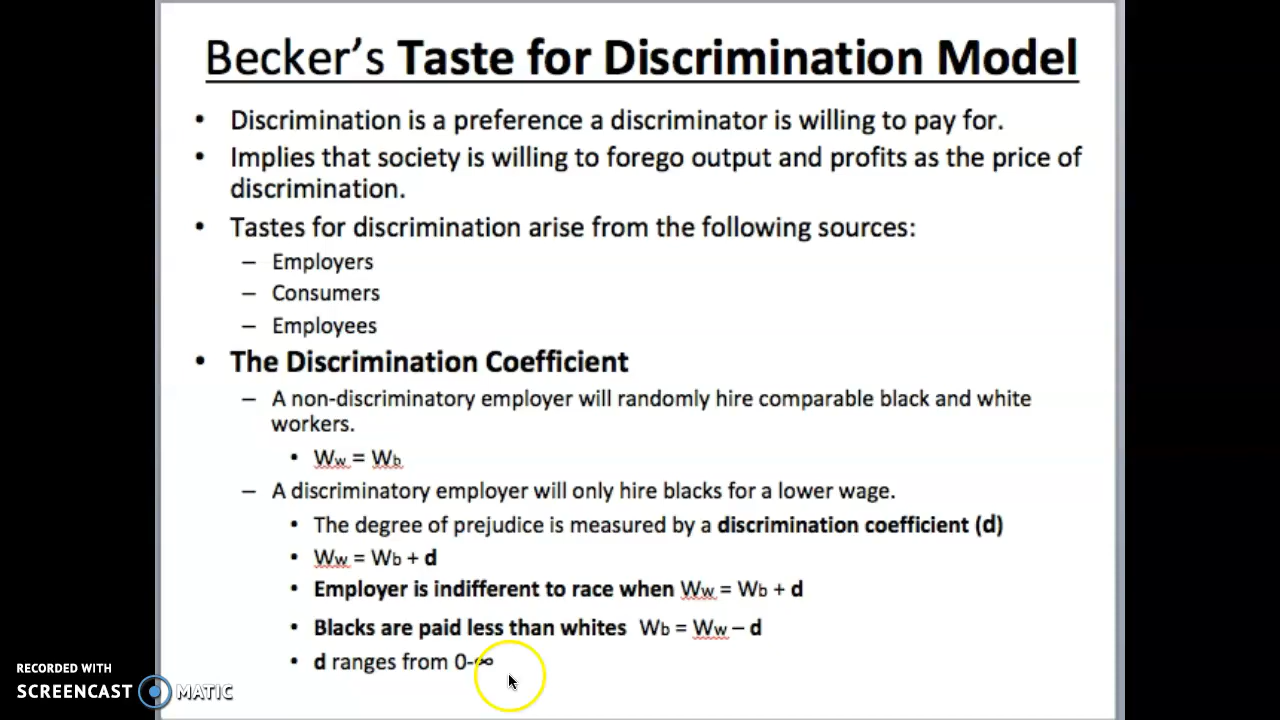 Becker's Taste for Discrimination Model
• Discrimination is a preference a discriminator is willing to pay for.
• Implies that society is willing to forego output and profits as the price of
discrimination.
• Tastes for discrimination arise from the following sources:
– Employers
– Consumers
– Employees
• The Discrimination Coefficient
– A non-discriminatory employer will randomly hire comparable black and white
workers.
• Ww = Wb
– A discriminatory employer will only hire blacks for a lower wage.
• The degree of prejudice is measured by a discrimination coefficient (d)
• Ww = Wb + d
• Employer is indifferent to race when Ww = Wb + d
• Blacks are paid less than whites Wb = Ww – d
• d ranges from 0-∞
RECORDED WITH
SCREENCAST MATIC